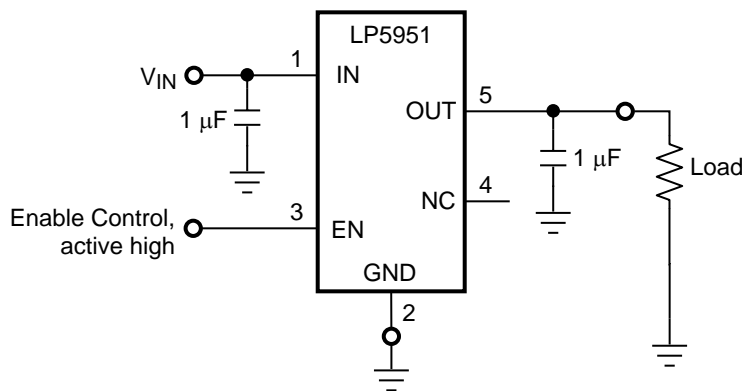 LP5951
1
VIN
IN
5
OUT
1 μF
1 μF
Load
4
NC
3
Enable Control,
active high
EN
GND
2